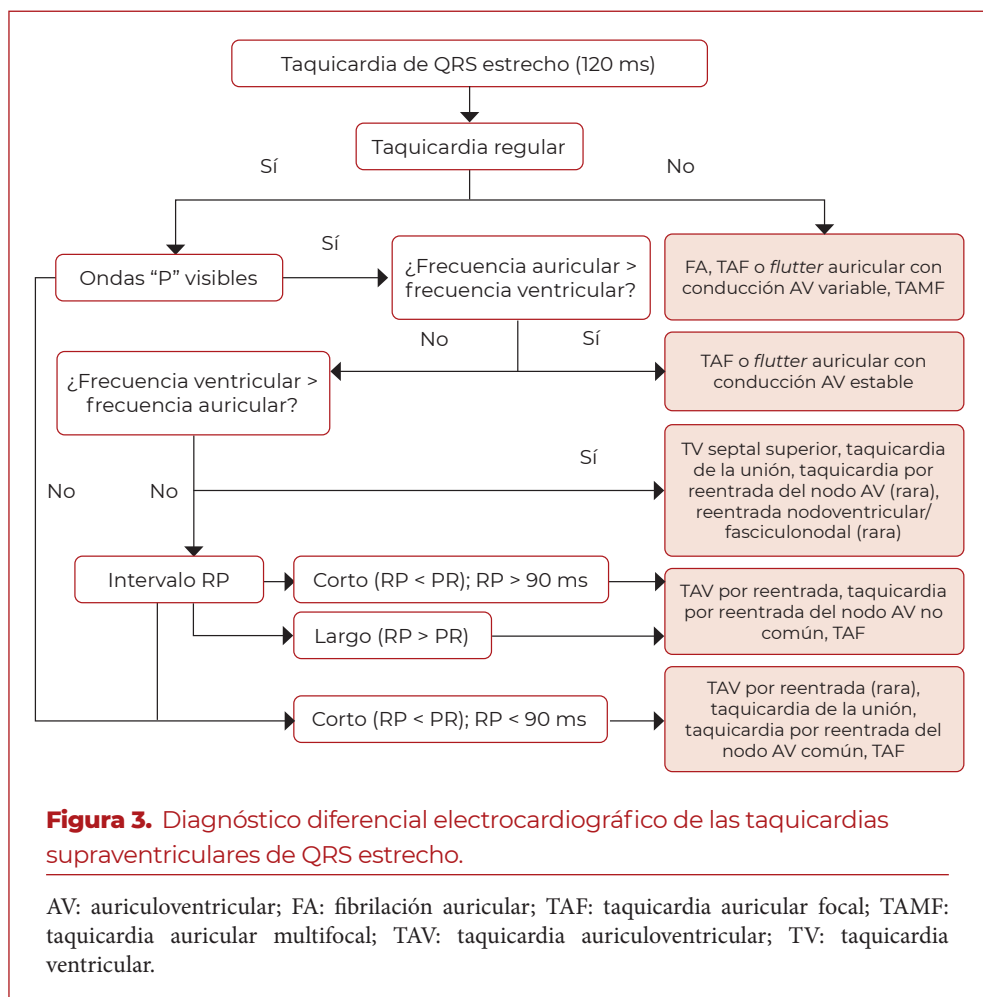 Taquicardia de QRS estrecho (120 ms)
Taquicardia regular
Sí
No
Ondas “P” visibles
Sí
¿Frecuencia auricular >
frecuencia ventricular?
FA, TAF o flutter auricular con
conducción AV variable, TAMF
No
Sí
¿Frecuencia ventricular >
frecuencia auricular?
TAF o flutter auricular con
conducción AV estable
Sí
TV septal superior, taquicardia
de la unión, taquicardia por
reentrada del nodo AV (rara),
reentrada nodoventricular/
fasciculonodal (rara)
No
No
Intervalo RP
Corto (RP < PR); RP > 90 ms
Largo (RP > PR)
TAV por reentrada, taquicardia
por reentrada del nodo AV no
común, TAF
Corto (RP < PR); RP < 90 ms
TAV por reentrada (rara),
taquicardia de la unión,
taquicardia por reentrada del
nodo AV común, TAF
Figura 3. Diagnóstico diferencial electrocardiográfico de las taquicardias
supraventriculares de QRS estrecho.
AV: auriculoventricular; FA: fibrilación auricular; TAF: taquicardia auricular focal; TAMF:
taquicardia auricular multifocal; TAV: taquicardia auriculoventricular; TV: taquicardia
ventricular.